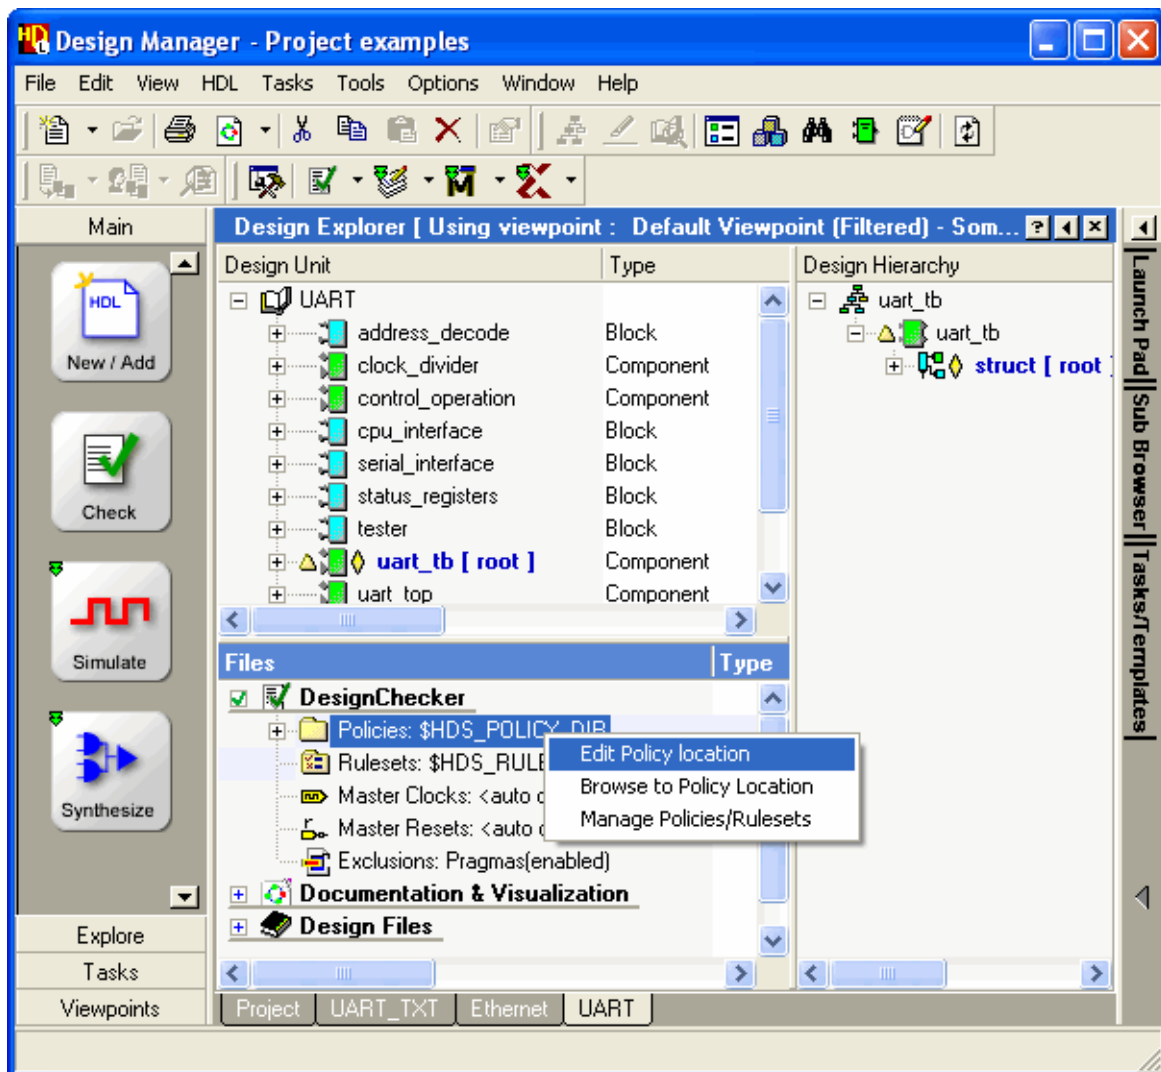 Design Manager - Project examples
File Edit View HDL Tasks Tools Options Window Help
Main
HDL
New / Add
Check
Simulate
Synthesize
Explore
Tasks
Viewpoints
Design Explorer [ Using viewpoint : Default Viewpoint (Filtered) - Som...
Design Unit Type
UART
address_decode Block
clock_divider Component
control_operation Component
cpu_interface Block
serial_interface Block
status_registers Block
tester Block
uart_tb [ root ] Component
uart_top Component
Design Hierarchy
uart_tb
uart_tb
struct [ root ]
Files Type
DesignChecker
Policies: $HDS_POLICY_DIR
Rulesets: $HDS_RULE
Master Clocks: <auto
Master Resets: <auto
Exclusions: Pragmas(enabled)
Documentation & Visualization
Design Files
Edit Policy location
Browse to Policy Location
Manage Policies/Rulesets
Project UART_TXT Ethernet UART
Launch Pad
Sub Browser
Tasks/Templates